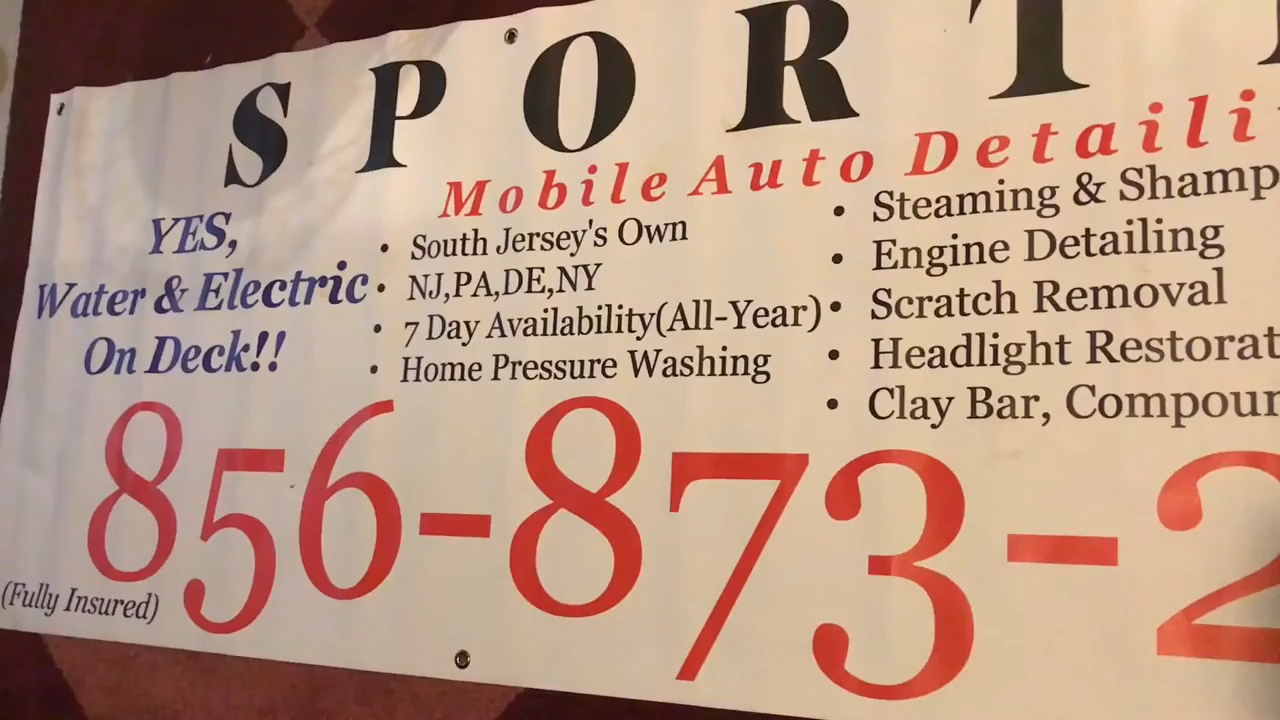 SPORT
Mobile Auto Detaili
YES,
Water & Electric
On Deck!!
• South Jersey's Own
• NJ,PA,DE,NY
• 7 Day Availability(All-Year)
• Home Pressure Washing
• Steaming & Shamp
• Engine Detailing
• Scratch Removal
• Headlight Restorat
• Clay Bar, Compour
856-873-2
(Fully Insured)